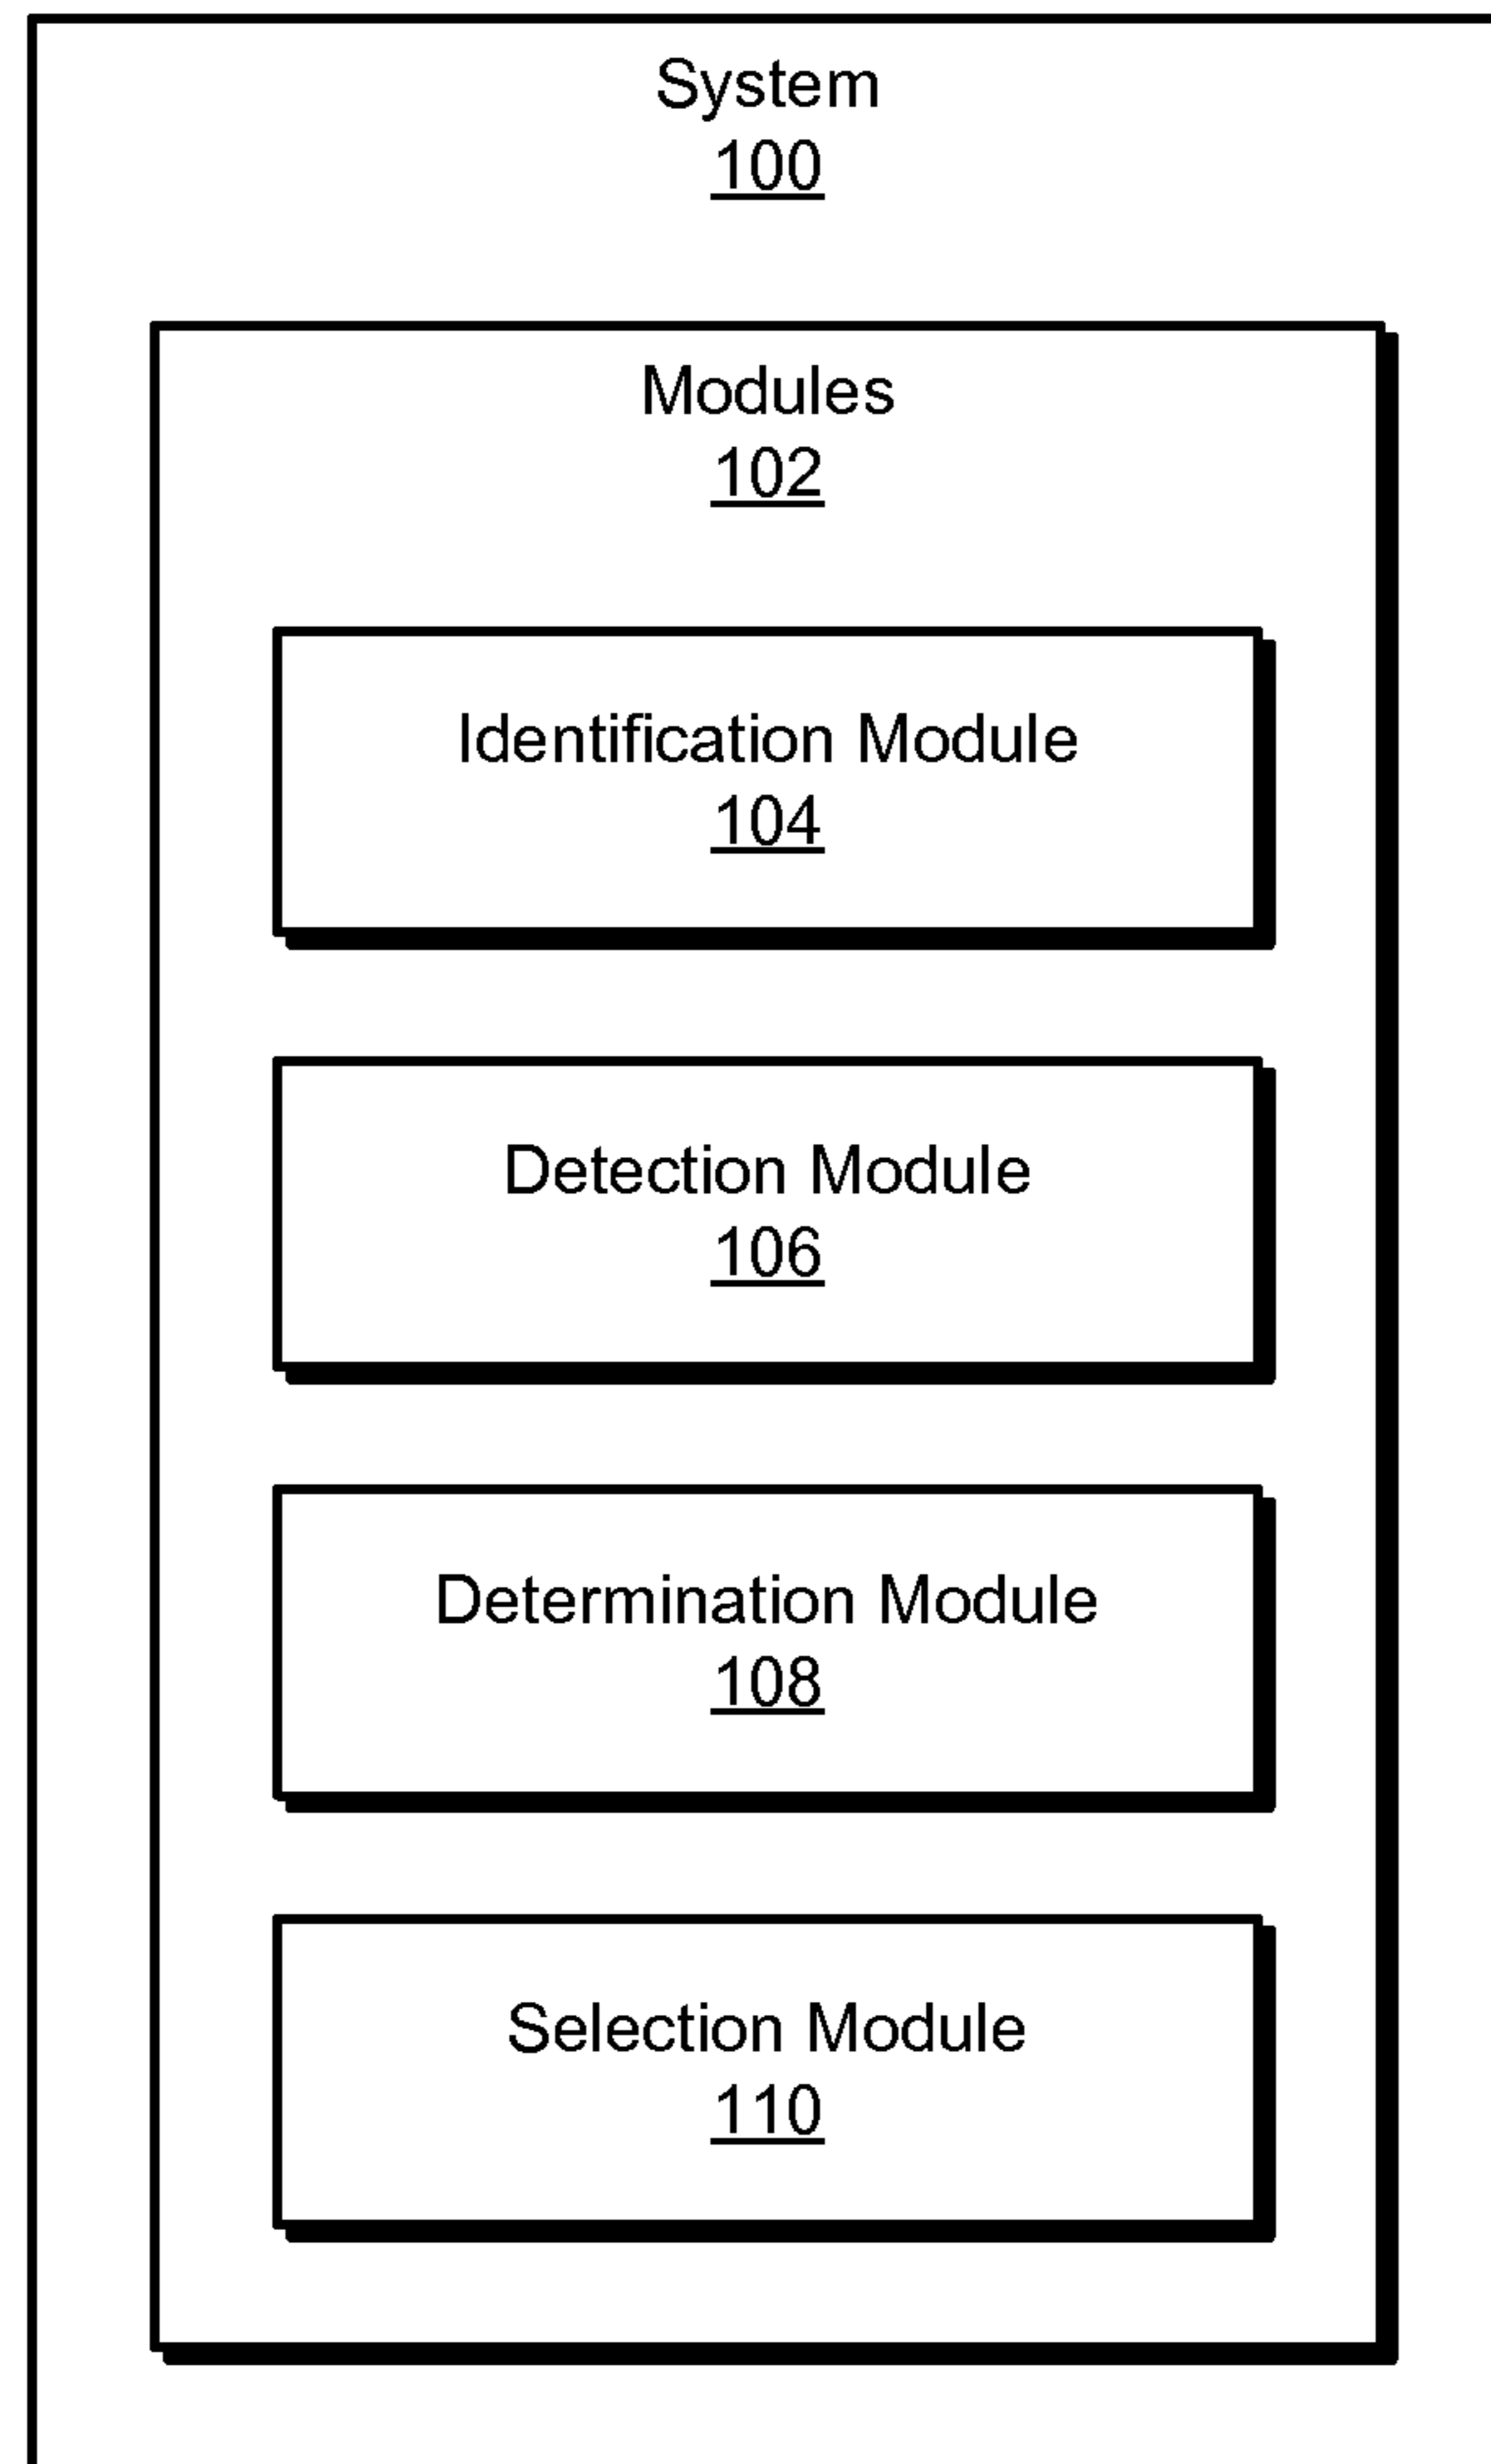 System
100
Modules
102
Identification Module
104
Detection Module
106
Determination Module
108
Selection Module
110